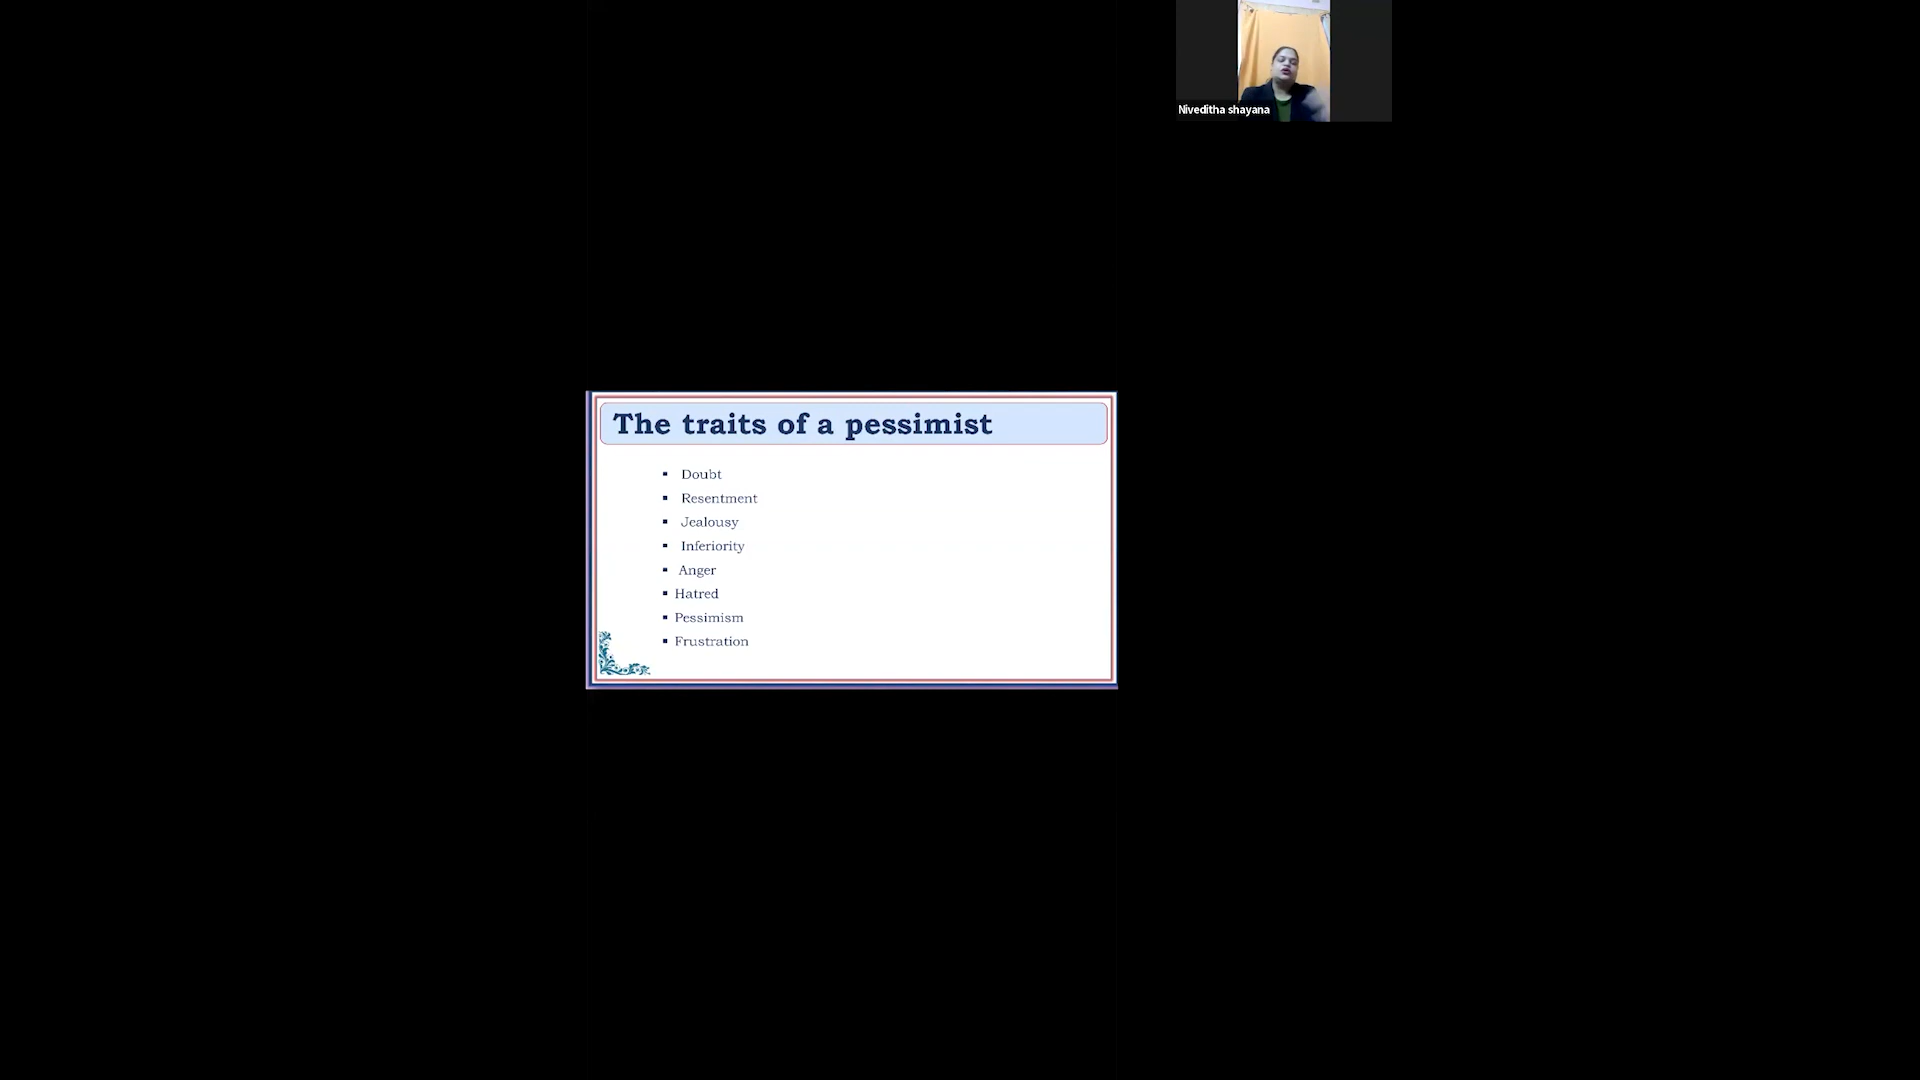 Niveditha shayana
The traits of a pessimist
▪ Doubt
▪ Resentment
▪ Jealousy
▪ Inferiority
▪ Anger
▪ Hatred
▪ Pessimism
▪ Frustration